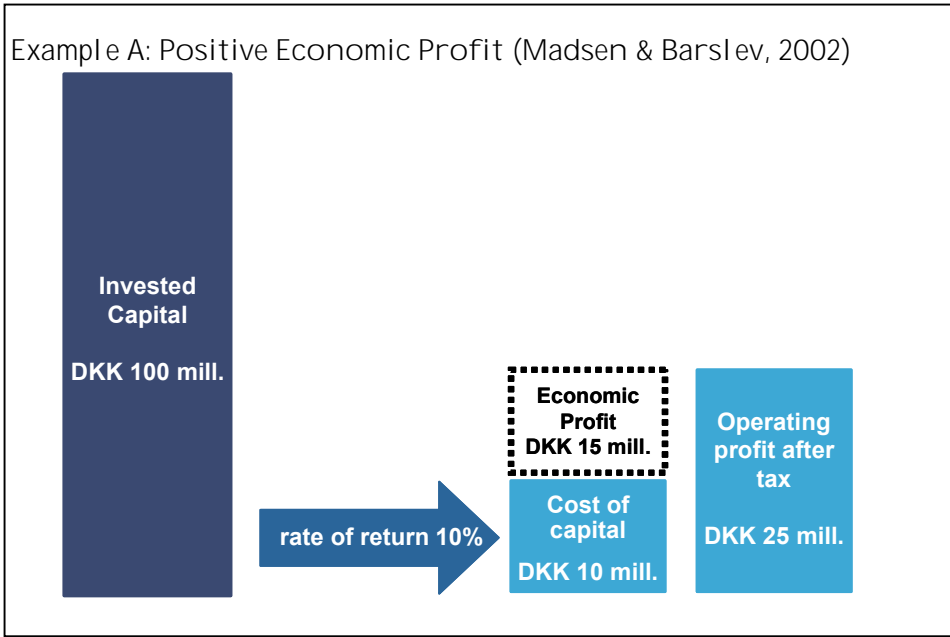 Example A: Positive Economic Profit (Madsen & Barslev, 2002)
Invested
Capital
DKK 100 mill.
rate of return 10%
Economic
Profit
DKK 15 mill.
Cost of
capital
DKK 10 mill.
Operating
profit after
tax
DKK 25 mill.